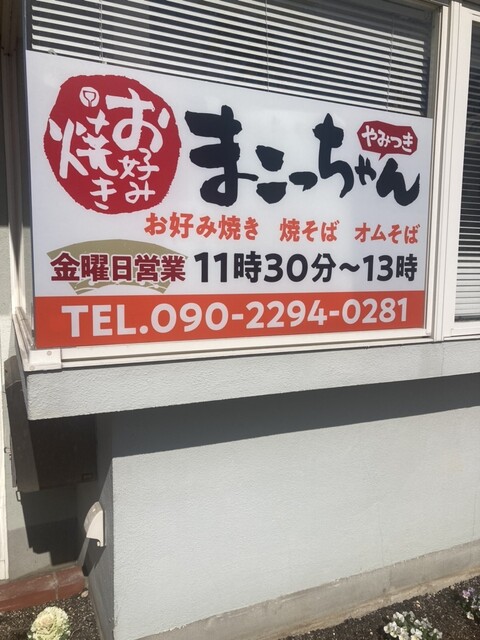 お好み焼き
やみつき
まこっちゃん
お好み焼き 焼そば オムそば
金曜日営業 11時30分～13時
TEL.090-2294-0281